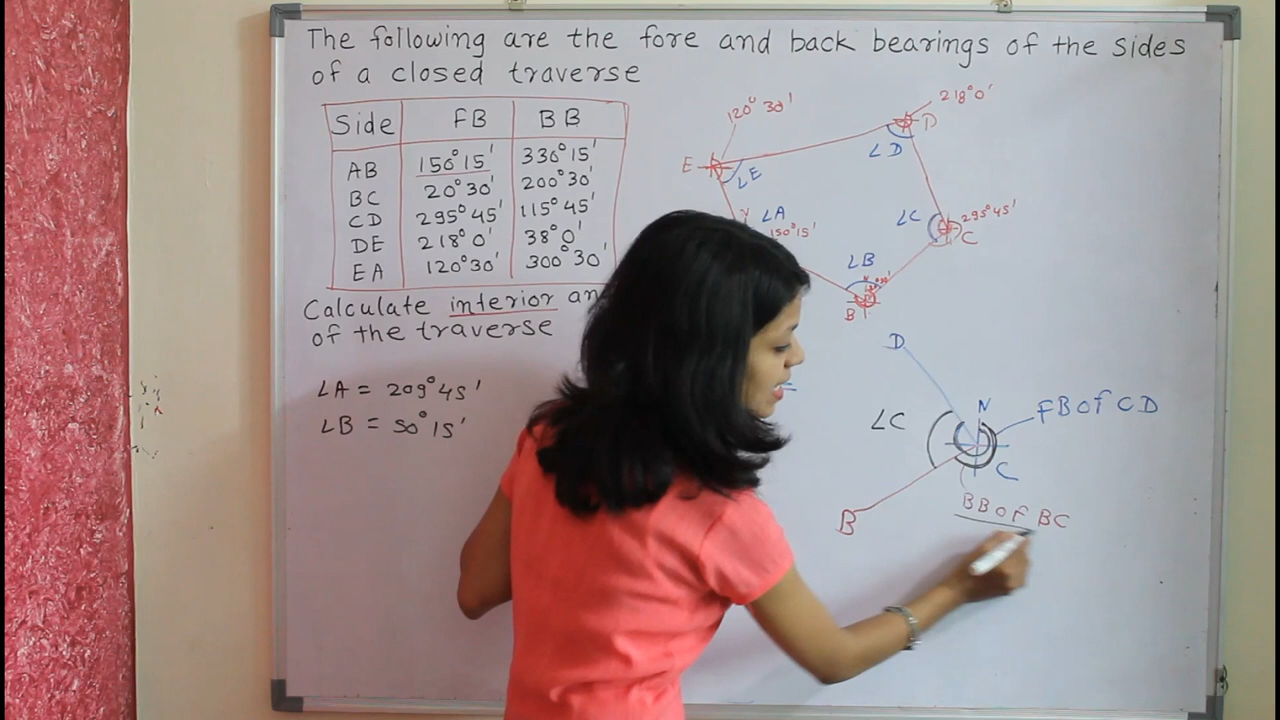 The following are the fore and back bearings of the sides
of a closed traverse
Side FB BB
AB 150°15' 330°15'
BC 20°30' 200°30'
CD 295°45' 115°45'
DE 218°0' 38°0'
EA 120°30' 300°30'
Calculate interior an
of the traverse
∠A = 209°45'
∠B = 50°15'
120°30'
218°0'
D
∠D
E
∠E
∠A
150°15'
∠C
295°45'
C
∠B
B
D
N
FB of CD
∠C
C
BB of BC
B